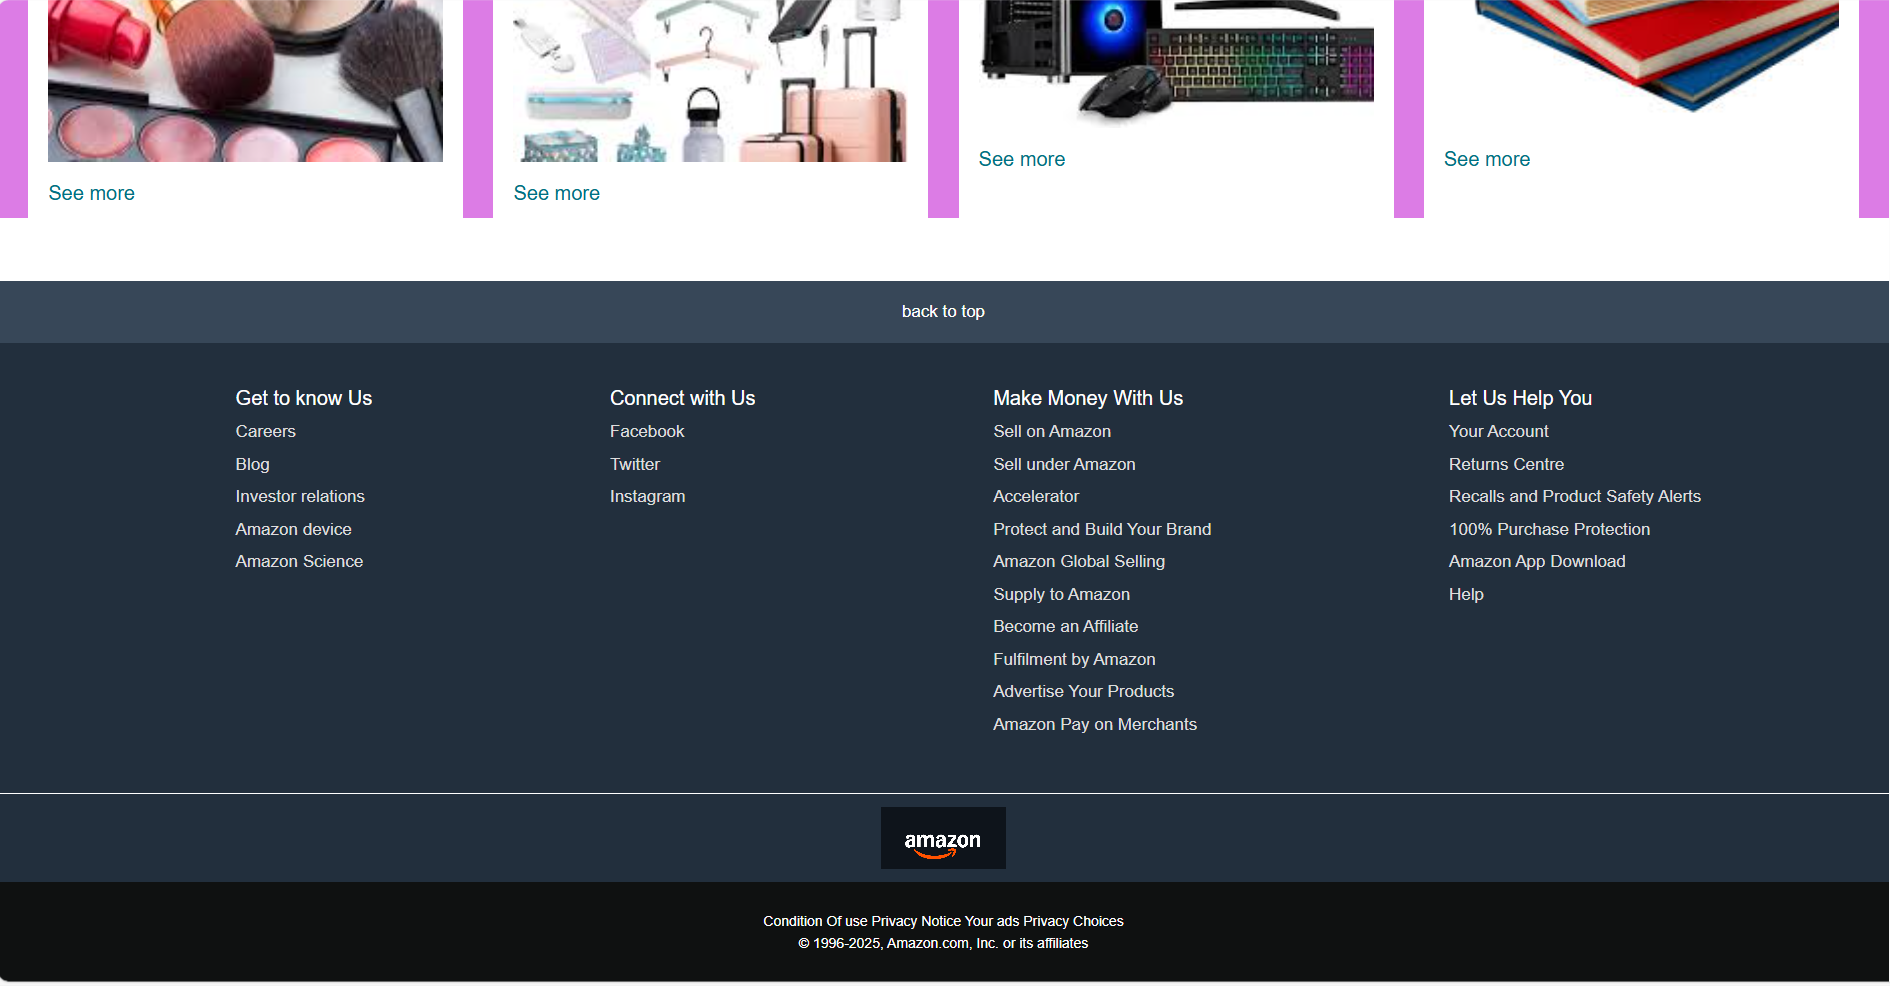 See more
See more
See more
See more
back to top
Get to know Us
Careers
Blog
Investor relations
Amazon device
Amazon Science
Connect with Us
Facebook
Twitter
Instagram
Make Money With Us
Sell on Amazon
Sell under Amazon
Accelerator
Protect and Build Your Brand
Amazon Global Selling
Supply to Amazon
Become an Affiliate
Fulfilment by Amazon
Advertise Your Products
Amazon Pay on Merchants
Let Us Help You
Your Account
Returns Centre
Recalls and Product Safety Alerts
100% Purchase Protection
Amazon App Download
Help
amazon
Condition Of use Privacy Notice Your ads Privacy Choices
© 1996-2025, Amazon.com, Inc. or its affiliates